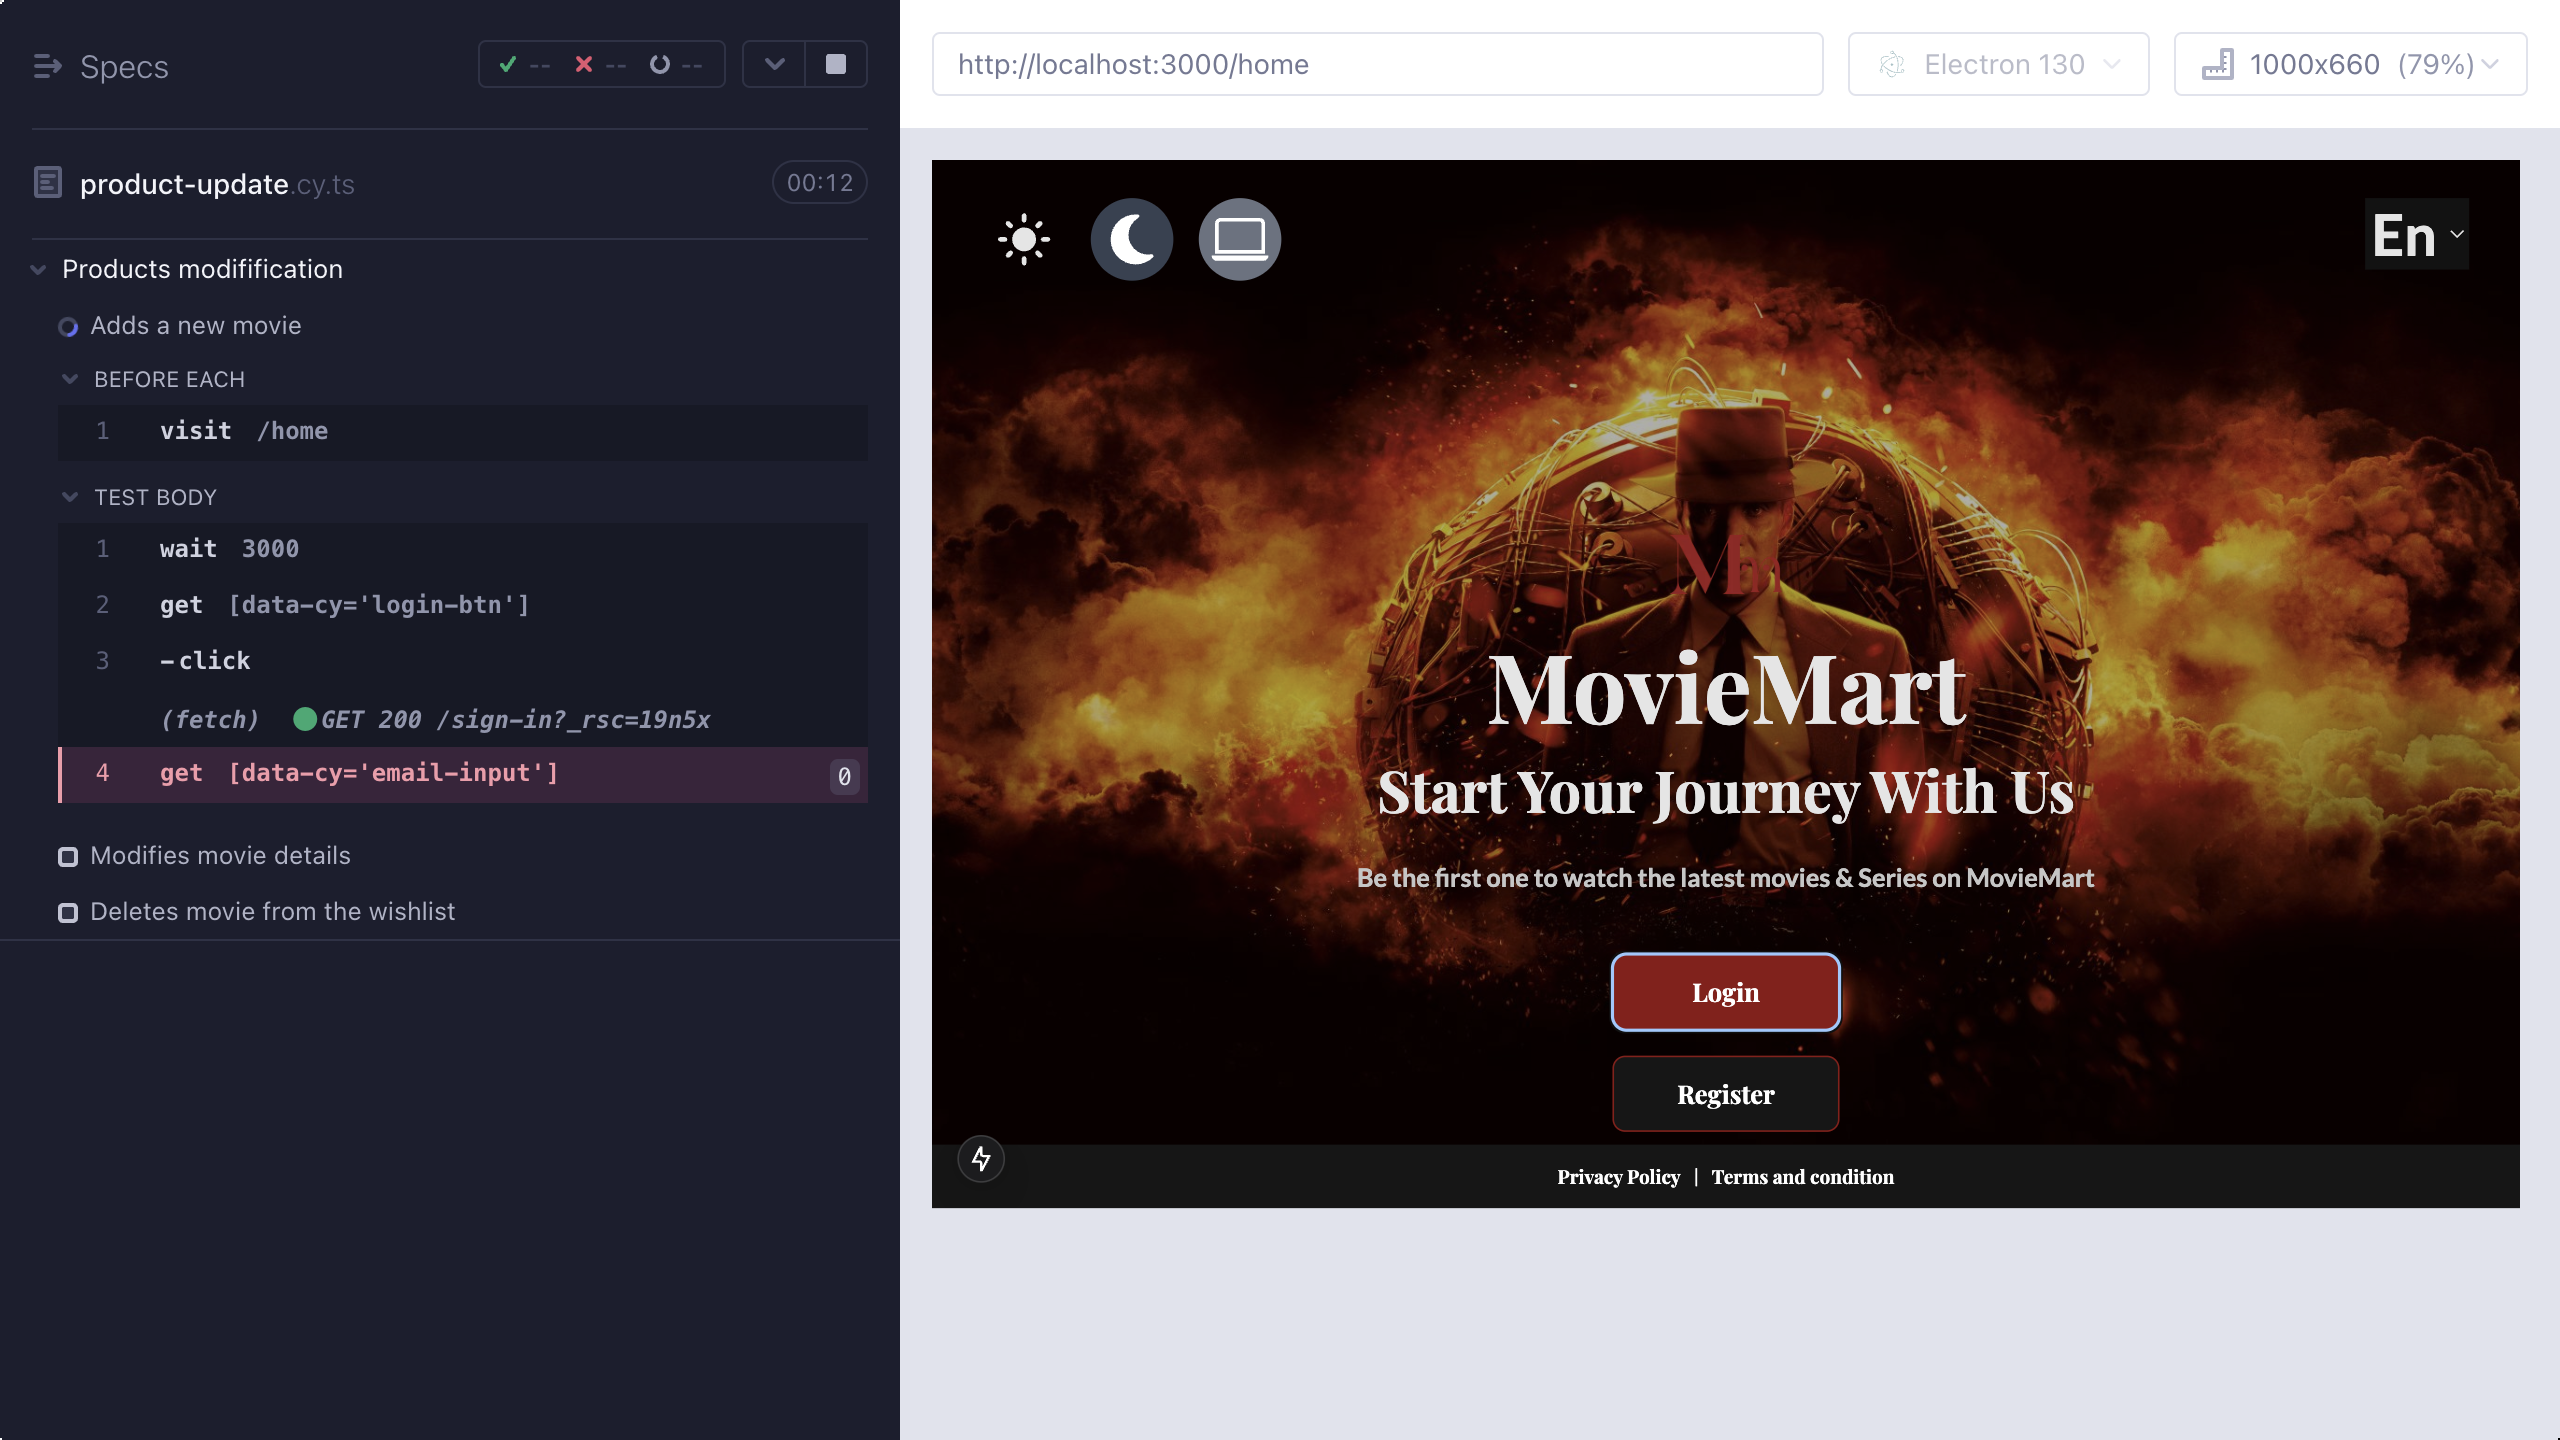 Specs
-- -- --
product-update.cy.ts 00:12
Products modifification
Adds a new movie
BEFORE EACH
1 visit /home
TEST BODY
1 wait 3000
2 get [data-cy='login-btn']
3 -click
(fetch) GET 200 /sign-in?_rsc=19n5x
4 get [data-cy='email-input'] 0
Modifies movie details
Deletes movie from the wishlist
http://localhost:3000/home Electron 130 1000x660 (79%)
En
Mm
MovieMart
Start Your Journey With Us
Be the first one to watch the latest movies & Series on MovieMart
Login
Register
Privacy Policy | Terms and condition